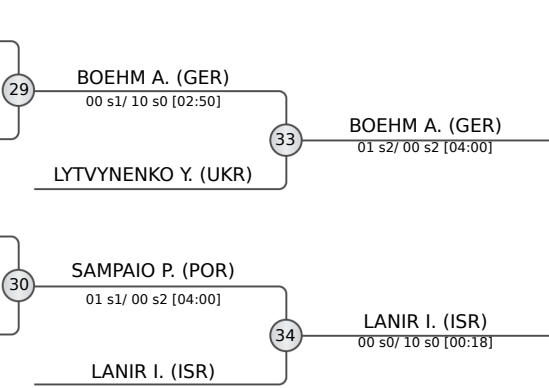 29
BOEHM A. (GER)
00 s1/ 10 s0 [02:50]
33
BOEHM A. (GER)
01 s2/ 00 s2 [04:00]
LYTVYNENKO Y. (UKR)
30
SAMPAIO P. (POR)
01 s1/ 00 s2 [04:00]
34
LANIR I. (ISR)
00 s0/ 10 s0 [00:18]
LANIR I. (ISR)